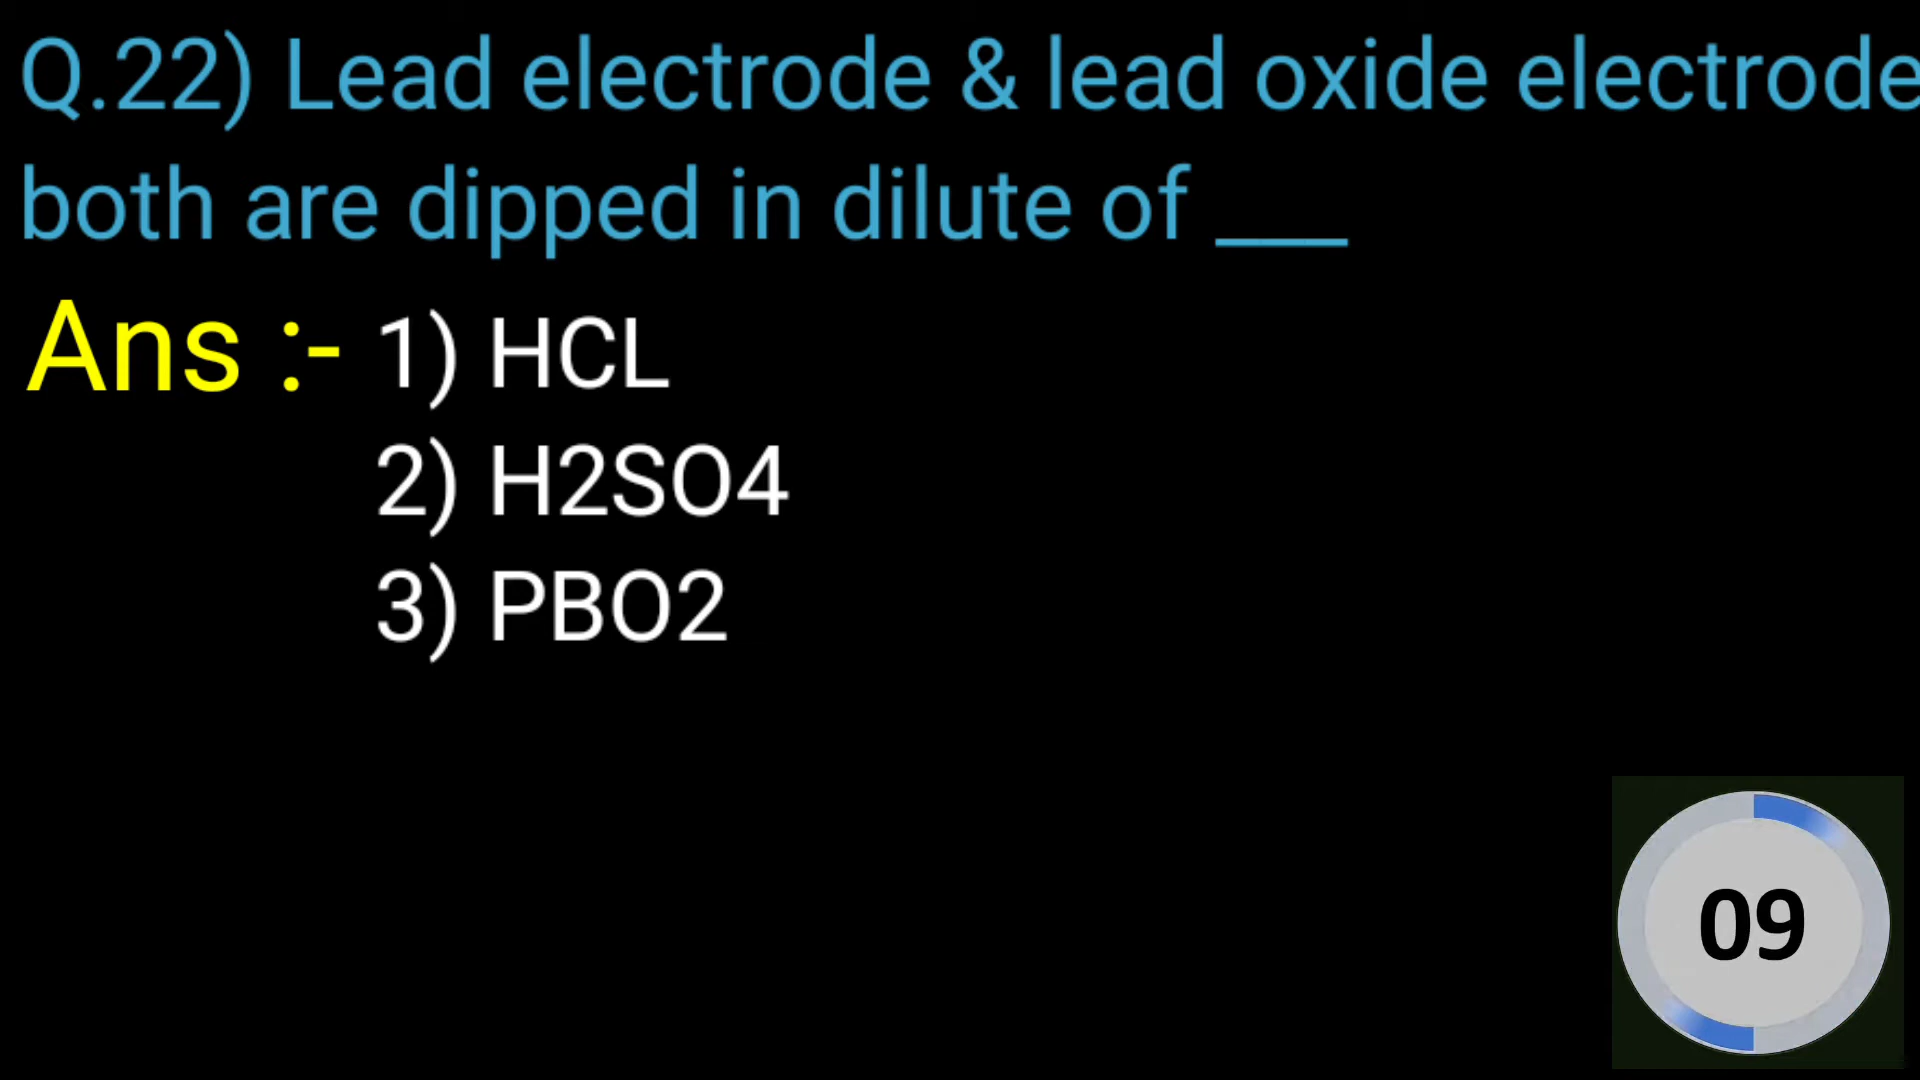 Q.22) Lead electrode & lead oxide electrode
both are dipped in dilute of ___
Ans :- 1) HCL
2) H2SO4
3) PBO2
09